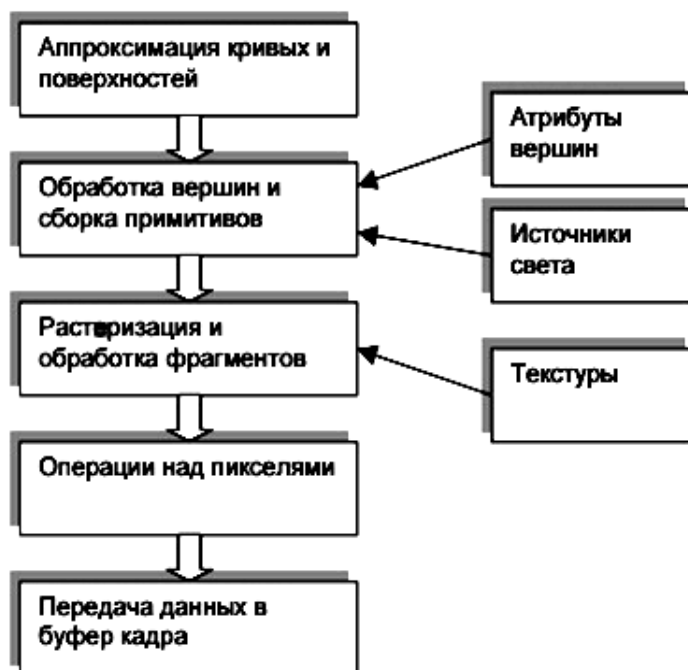 Аппроксимация кривых и
поверхностей
Атрибуты
вершин
Обработка вершин и
сборка примитивов
Источники
света
Растеризация и
обработка фрагментов
Текстуры
Операции над пикселями
Передача данных в
буфер кадра